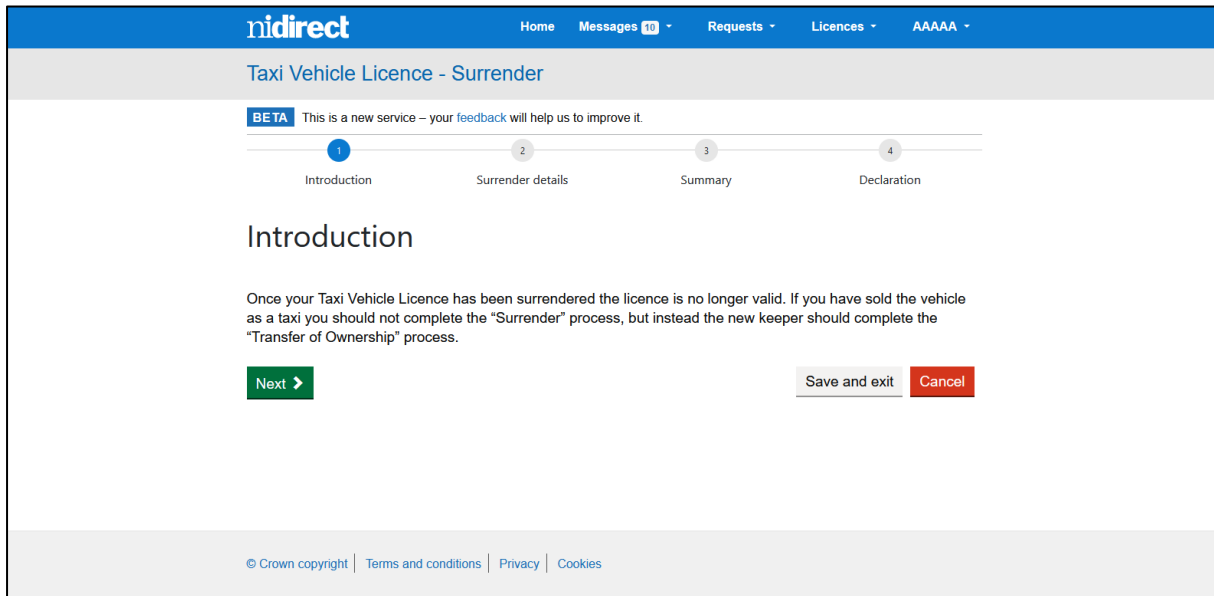 nidirect Home Messages 10 Requests Licences AAAAA
Taxi Vehicle Licence - Surrender
BETA This is a new service – your feedback will help us to improve it.
1 2 3 4
Introduction Surrender details Summary Declaration
Introduction
Once your Taxi Vehicle Licence has been surrendered the licence is no longer valid. If you have sold the vehicle
as a taxi you should not complete the “Surrender” process, but instead the new keeper should complete the
“Transfer of Ownership” process.
Next Save and exit Cancel
© Crown copyright Terms and conditions Privacy Cookies